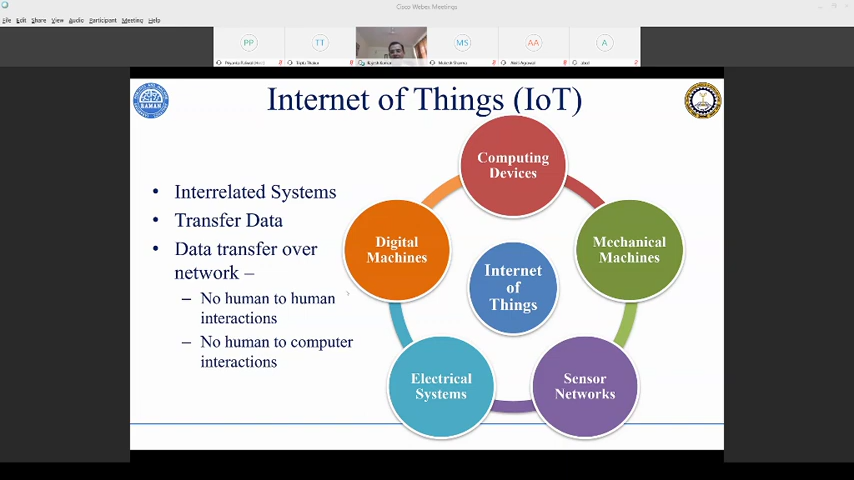 Cisco Webex Meetings
File Edit Share View Audio Participant Meeting Help
PP
TT
MS
AA
A
Internet of Things (IoT)
RAMAN
• Interrelated Systems
• Transfer Data
• Data transfer over
network –
– No human to human
interactions
– No human to computer
interactions
Computing
Devices
Mechanical
Machines
Sensor
Networks
Electrical
Systems
Digital
Machines
Internet
of
Things